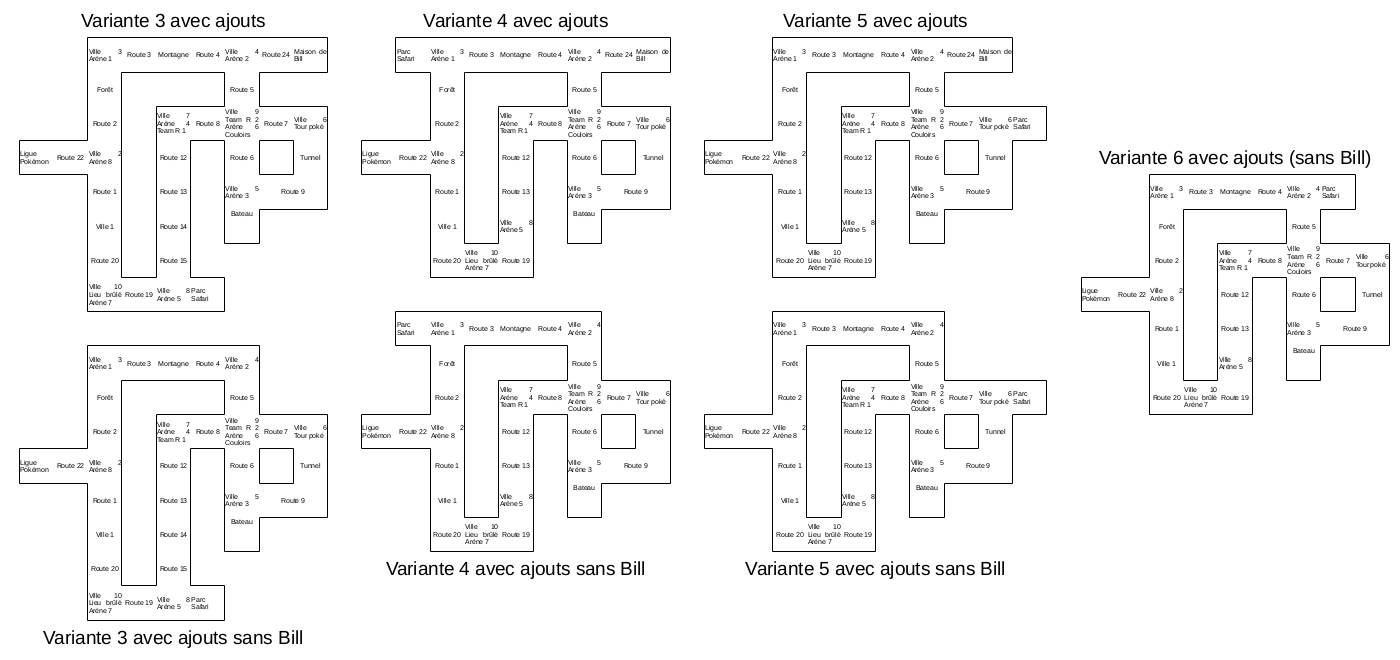 Variante 3 avec ajouts
Ville 3 Route 3 Montagne Route 4 Ville 4 Route 24 Maison de
Arène 1 Arène 2 Bill
Forêt Route 5
Ville 7 Ville 9
Route 2 Arène 4 Route 8 Team R 2 Route 7 Ville 6
Team R 1 Arène 6 Tour poké
Couloirs
Ligue Route 22 Ville 2 Route 12 Route 6 Tunnel
Pokémon Arène 8
Route 1 Route 13 Ville 5 Route 9
Arène 3
Bateau
Ville 1 Route 14
Route 20 Route 15
Ville 10 Route 19 Ville 8 Parc
Lieu brûlé Arène 5 Safari
Arène 7
Variante 4 avec ajouts
Parc Ville 3 Route 3 Montagne Route 4 Ville 4 Route 24 Maison de
Safari Arène 1 Arène 2 Bill
Forêt Route 5
Ville 7 Ville 9
Route 2 Arène 4 Route 8 Team R 2 Route 7 Ville 6
Team R 1 Arène 6 Tour poké
Couloirs
Ligue Route 22 Ville 2 Route 12 Route 6 Tunnel
Pokémon Arène 8
Route 1 Route 13 Ville 5 Route 9
Arène 3
Bateau
Ville 1 Ville 8
Arène 5
Route 20 Ville 10 Route 19
Lieu brûlé
Arène 7
Variante 5 avec ajouts
Ville 3 Route 3 Montagne Route 4 Ville 4 Route 24 Maison de
Arène 1 Arène 2 Bill
Forêt Route 5
Ville 7 Ville 9
Route 2 Arène 4 Route 8 Team R 2 Route 7 Ville 6 Parc
Team R 1 Arène 6 Tour poké Safari
Couloirs
Ligue Route 22 Ville 2 Route 12 Route 6 Tunnel
Pokémon Arène 8
Route 1 Route 13 Ville 5 Route 9
Arène 3
Bateau
Ville 1 Ville 8
Arène 5
Route 20 Ville 10 Route 19
Lieu brûlé
Arène 7
Variante 6 avec ajouts (sans Bill)
Ville 3 Route 3 Montagne Route 4 Ville 4 Parc
Arène 1 Arène 2 Safari
Forêt Route 5
Ville 7 Ville 9
Route 2 Arène 4 Route 8 Team R 2 Route 7 Ville 6
Team R 1 Arène 6 Tour poké
Couloirs
Ligue Route 22 Ville 2 Route 12 Route 6 Tunnel
Pokémon Arène 8
Route 1 Route 13 Ville 5 Route 9
Arène 3
Bateau
Ville 1 Ville 8
Arène 5
Route 20 Ville 10 Route 19
Lieu brûlé
Arène 7
Ville 3 Route 3 Montagne Route 4 Ville 4
Arène 1 Arène 2
Forêt Route 5
Ville 7 Ville 9
Route 2 Arène 4 Route 8 Team R 2 Route 7 Ville 6
Team R 1 Arène 6 Tour poké
Couloirs
Ligue Route 22 Ville 2 Route 12 Route 6 Tunnel
Pokémon Arène 8
Route 1 Route 13 Ville 5 Route 9
Arène 3
Bateau
Ville 1 Route 14
Route 20 Route 15
Ville 10 Route 19 Ville 8 Parc
Lieu brûlé Arène 5 Safari
Arène 7
Variante 3 avec ajouts sans Bill
Parc Ville 3 Route 3 Montagne Route 4 Ville 4
Safari Arène 1 Arène 2
Forêt Route 5
Ville 7 Ville 9
Route 2 Arène 4 Route 8 Team R 2 Route 7 Ville 6
Team R 1 Arène 6 Tour poké
Couloirs
Ligue Route 22 Ville 2 Route 12 Route 6 Tunnel
Pokémon Arène 8
Route 1 Route 13 Ville 5 Route 9
Arène 3
Bateau
Ville 1 Ville 8
Arène 5
Route 20 Ville 10 Route 19
Lieu brûlé
Arène 7
Variante 4 avec ajouts sans Bill
Ville 3 Route 3 Montagne Route 4 Ville 4
Arène 1 Arène 2
Forêt Route 5
Ville 7 Ville 9
Route 2 Arène 4 Route 8 Team R 2 Route 7 Ville 6 Parc
Team R 1 Arène 6 Tour poké Safari
Couloirs
Ligue Route 22 Ville 2 Route 12 Route 6 Tunnel
Pokémon Arène 8
Route 1 Route 13 Ville 5 Route 9
Arène 3
Bateau
Ville 1 Ville 8
Arène 5
Route 20 Ville 10 Route 19
Lieu brûlé
Arène 7
Variante 5 avec ajouts sans Bill